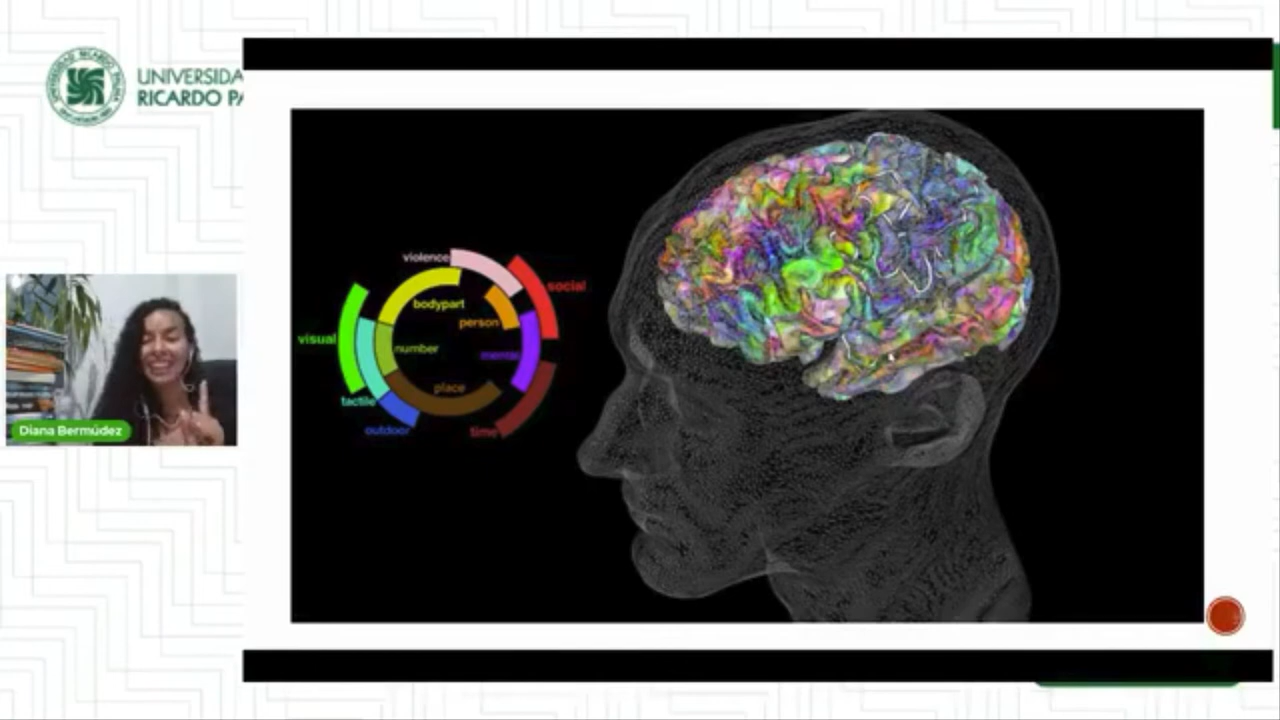 UNIVERSIDA
RICARDO PA
violence
social
bodypart
person
visual
number
mental
place
tactile
outdoor
time
Diana Bermúdez